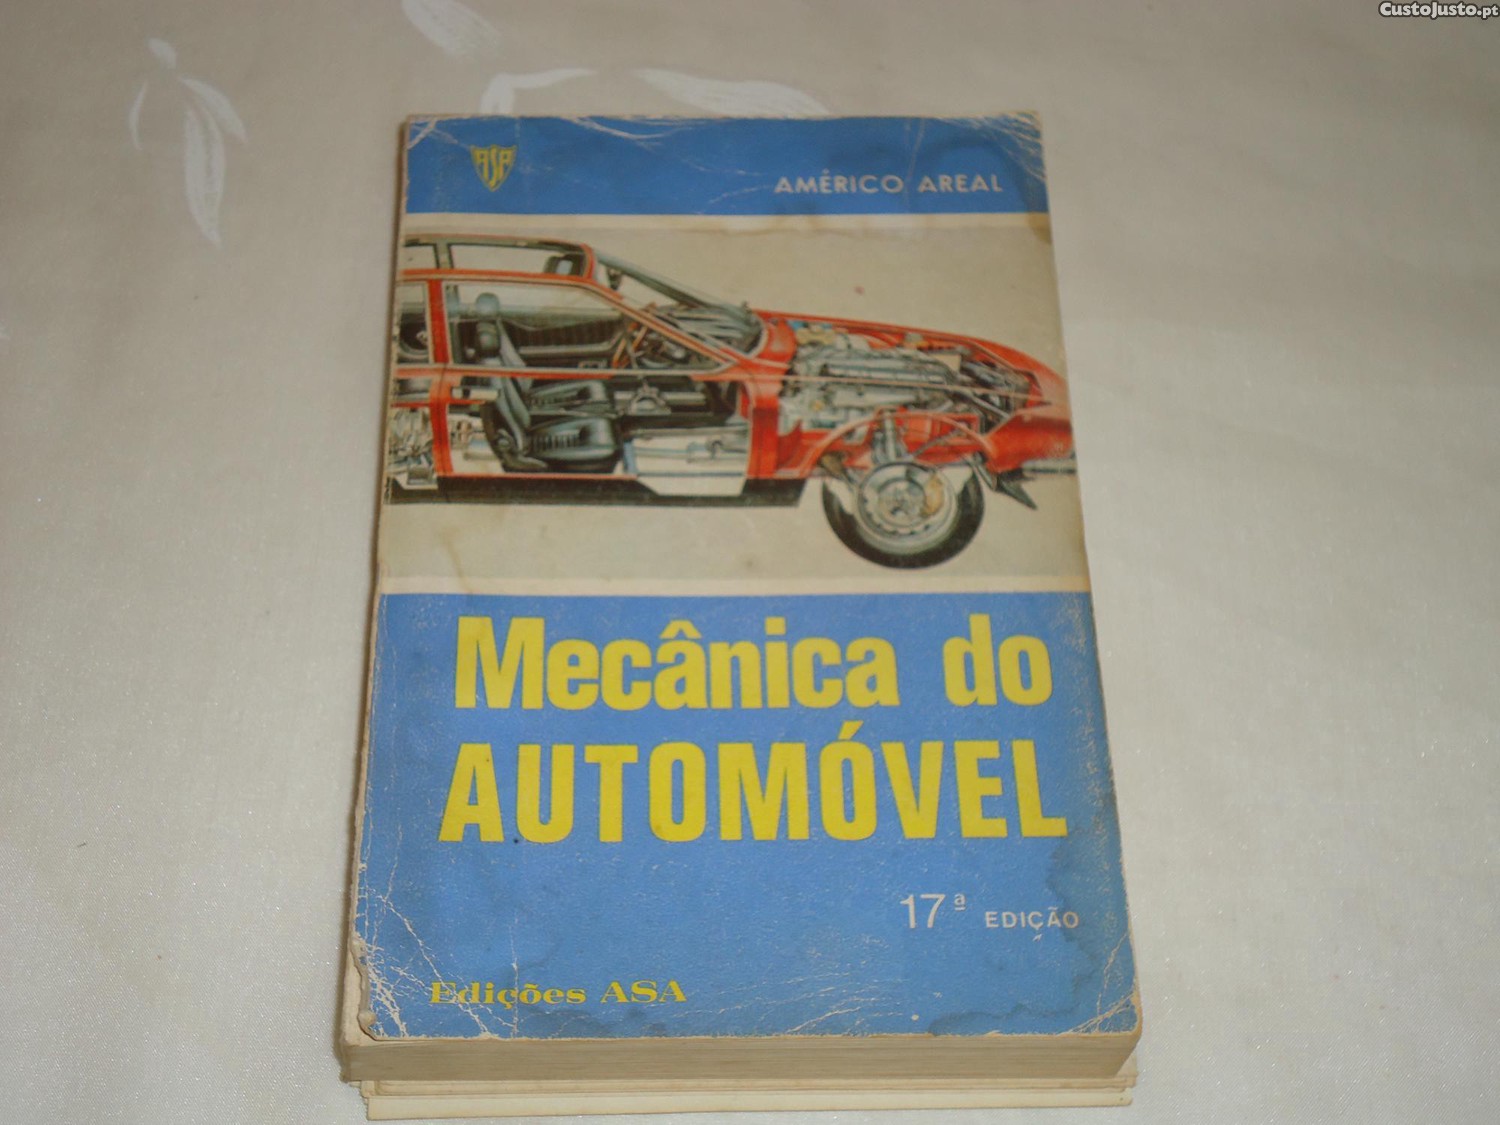 CustoJusto.pt
ASA
AMÉRICO AREAL
Mecânica do
AUTOMÓVEL
17ª EDIÇÃO
Edições ASA